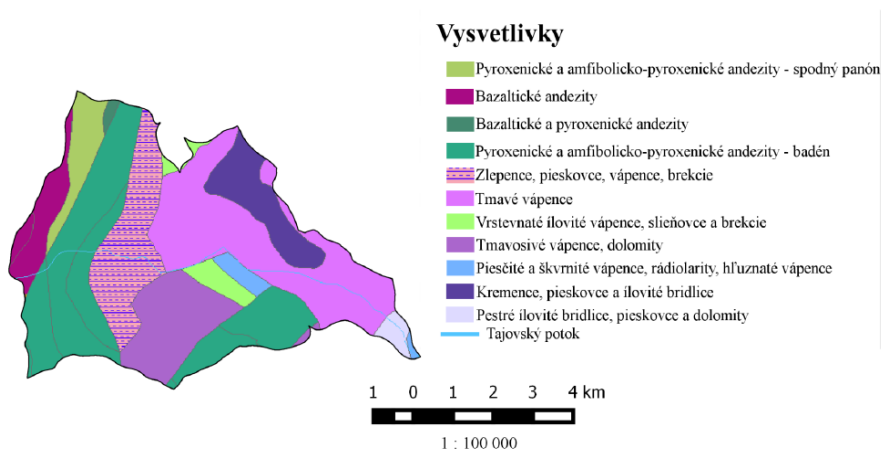 Vysvetlivky
Pyroxenické a amfibolicko-pyroxenické andezity - spodný panón
Bazaltické andezity
Bazaltické a pyroxenické andezity
Pyroxenické a amfibolicko-pyroxenické andezity - badén
Zlepence, pieskovce, vápence, brekcie
Tmavé vápence
Vrstevnaté ílovité vápence, slieňovce a brekcie
Tmavosivé vápence, dolomity
Piesčité a škvrnité vápence, rádiolarity, hľuznaté vápence
Kremence, pieskovce a ílovité bridlice
Pestré ílovité bridlice, pieskovce a dolomity
Tajovský potok
1 0 1 2 3 4 km
1 : 100 000